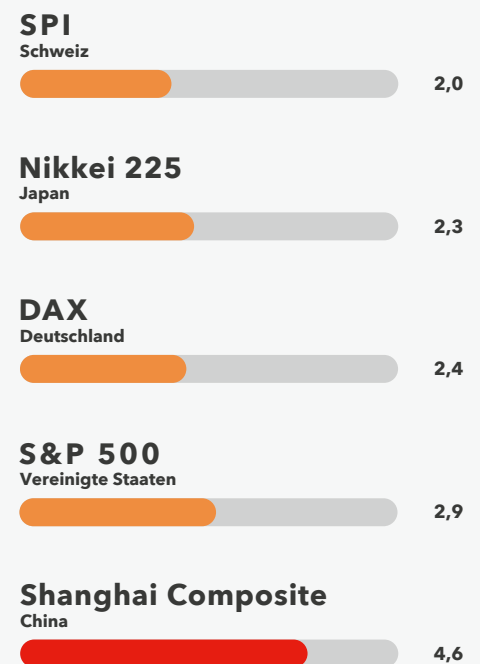 SPI
Schweiz
2,0
Nikkei 225
Japan
2,3
DAX
Deutschland
2,4
S&P 500
Vereinigte Staaten
2,9
Shanghai Composite
China
4,6